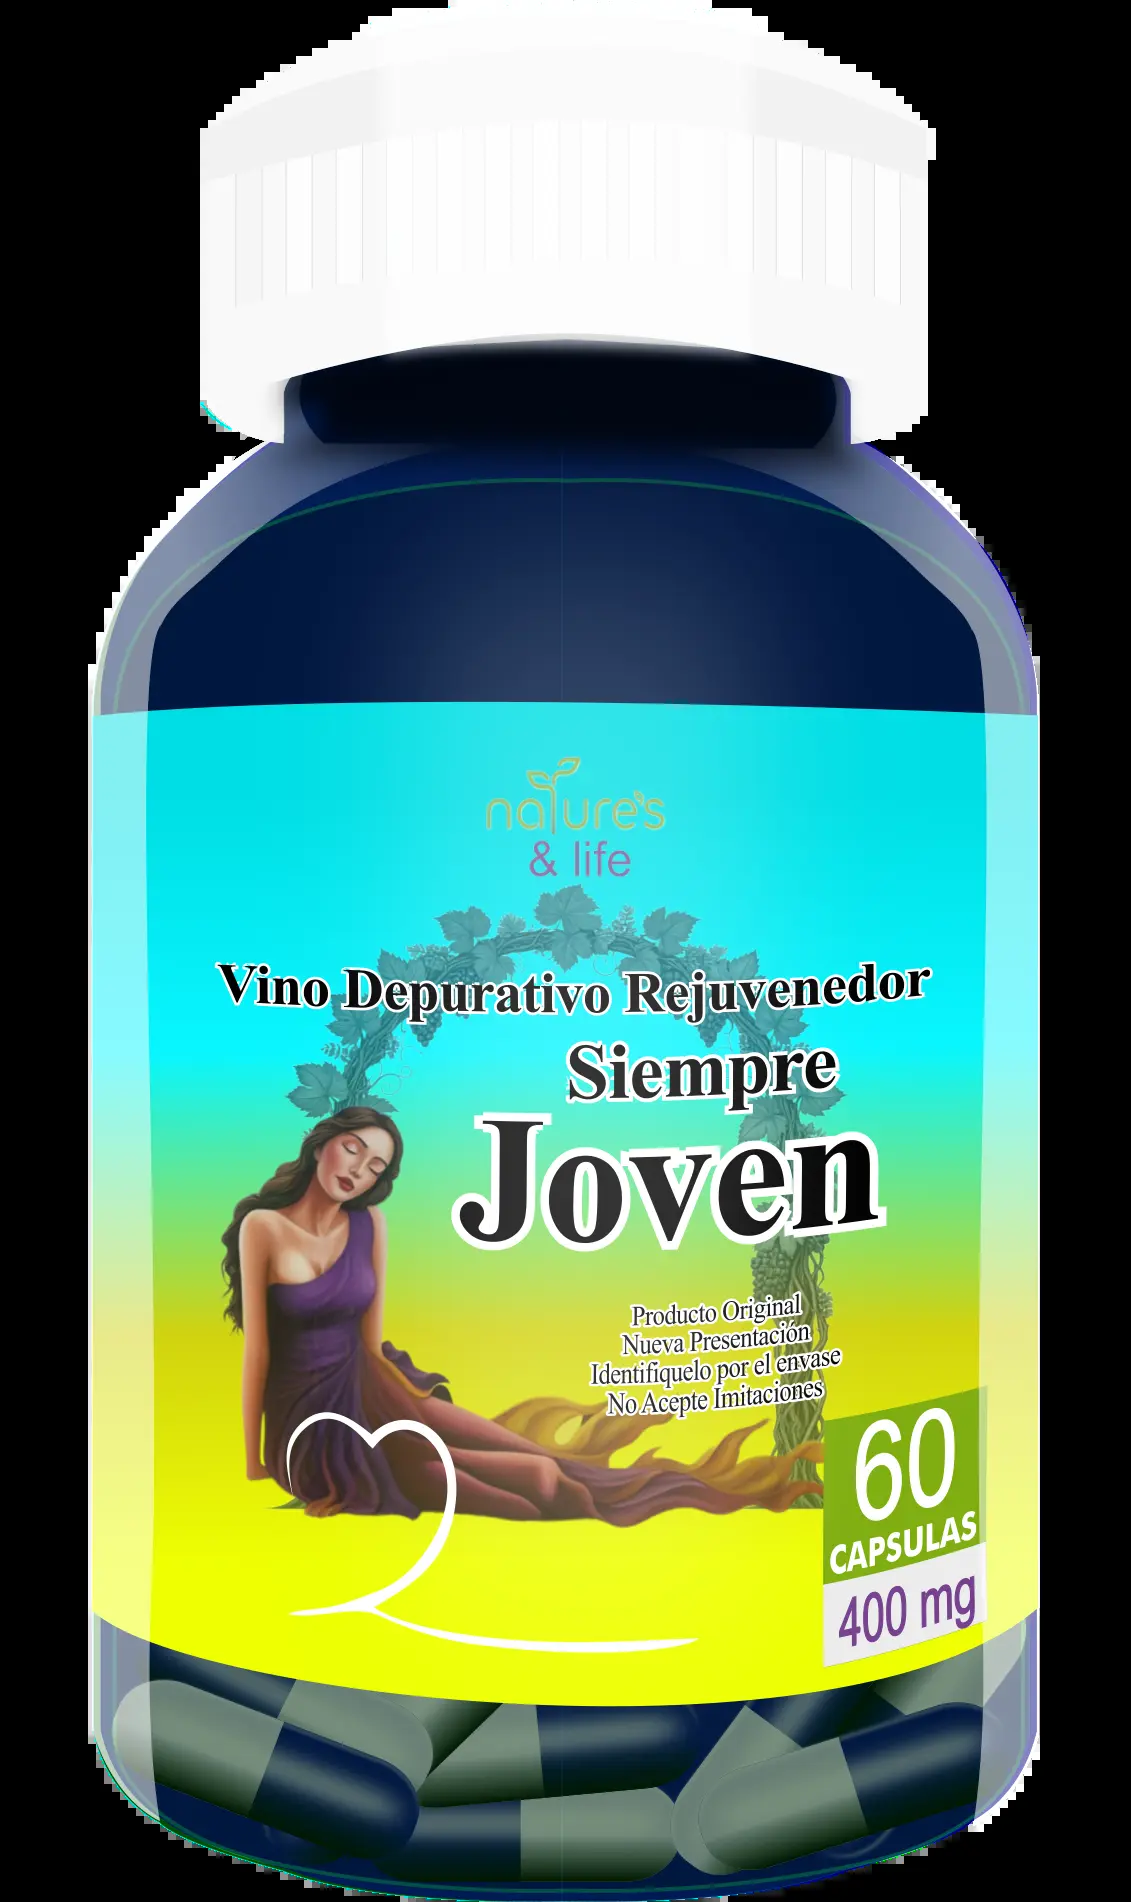 nature's
& life
Vino Depurativo Rejuvenedor
Siempre
Joven
Producto Original
Nueva Presentación
Identifiquelo por el envase
No Acepte Imitaciones
60
CAPSULAS
400 mg